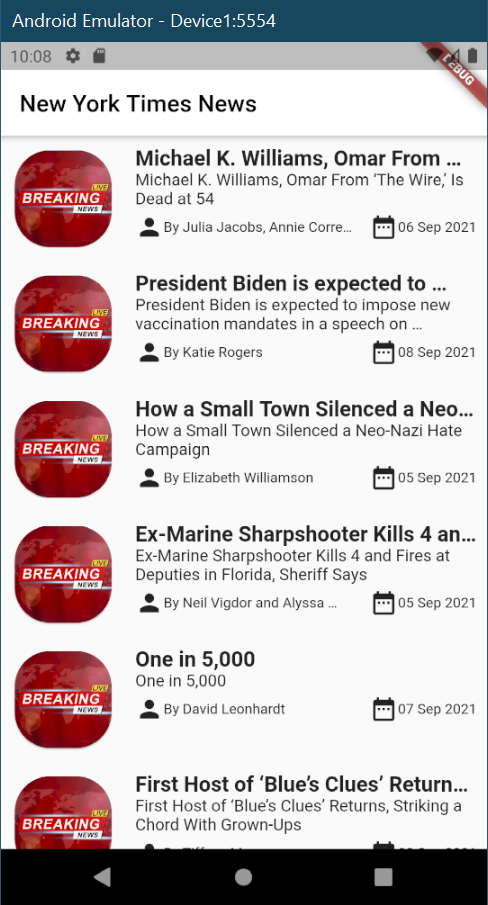 Android Emulator - Device1:5554
10:08
DEBUG
New York Times News
LIVE
BREAKING
NEWS
Michael K. Williams, Omar From ...
Michael K. Williams, Omar From ‘The Wire,’ Is
Dead at 54
By Julia Jacobs, Annie Corre...
06 Sep 2021
LIVE
BREAKING
NEWS
President Biden is expected to ...
President Biden is expected to impose new
vaccination mandates in a speech on ...
By Katie Rogers
08 Sep 2021
LIVE
BREAKING
NEWS
How a Small Town Silenced a Neo...
How a Small Town Silenced a Neo-Nazi Hate
Campaign
By Elizabeth Williamson
05 Sep 2021
LIVE
BREAKING
NEWS
Ex-Marine Sharpshooter Kills 4 an...
Ex-Marine Sharpshooter Kills 4 and Fires at
Deputies in Florida, Sheriff Says
By Neil Vigdor and Alyssa ...
05 Sep 2021
LIVE
BREAKING
NEWS
One in 5,000
One in 5,000
By David Leonhardt
07 Sep 2021
LIVE
BREAKING
NEWS
First Host of ‘Blue’s Clues’ Return...
First Host of ‘Blue’s Clues’ Returns, Striking a
Chord With Grown-Ups